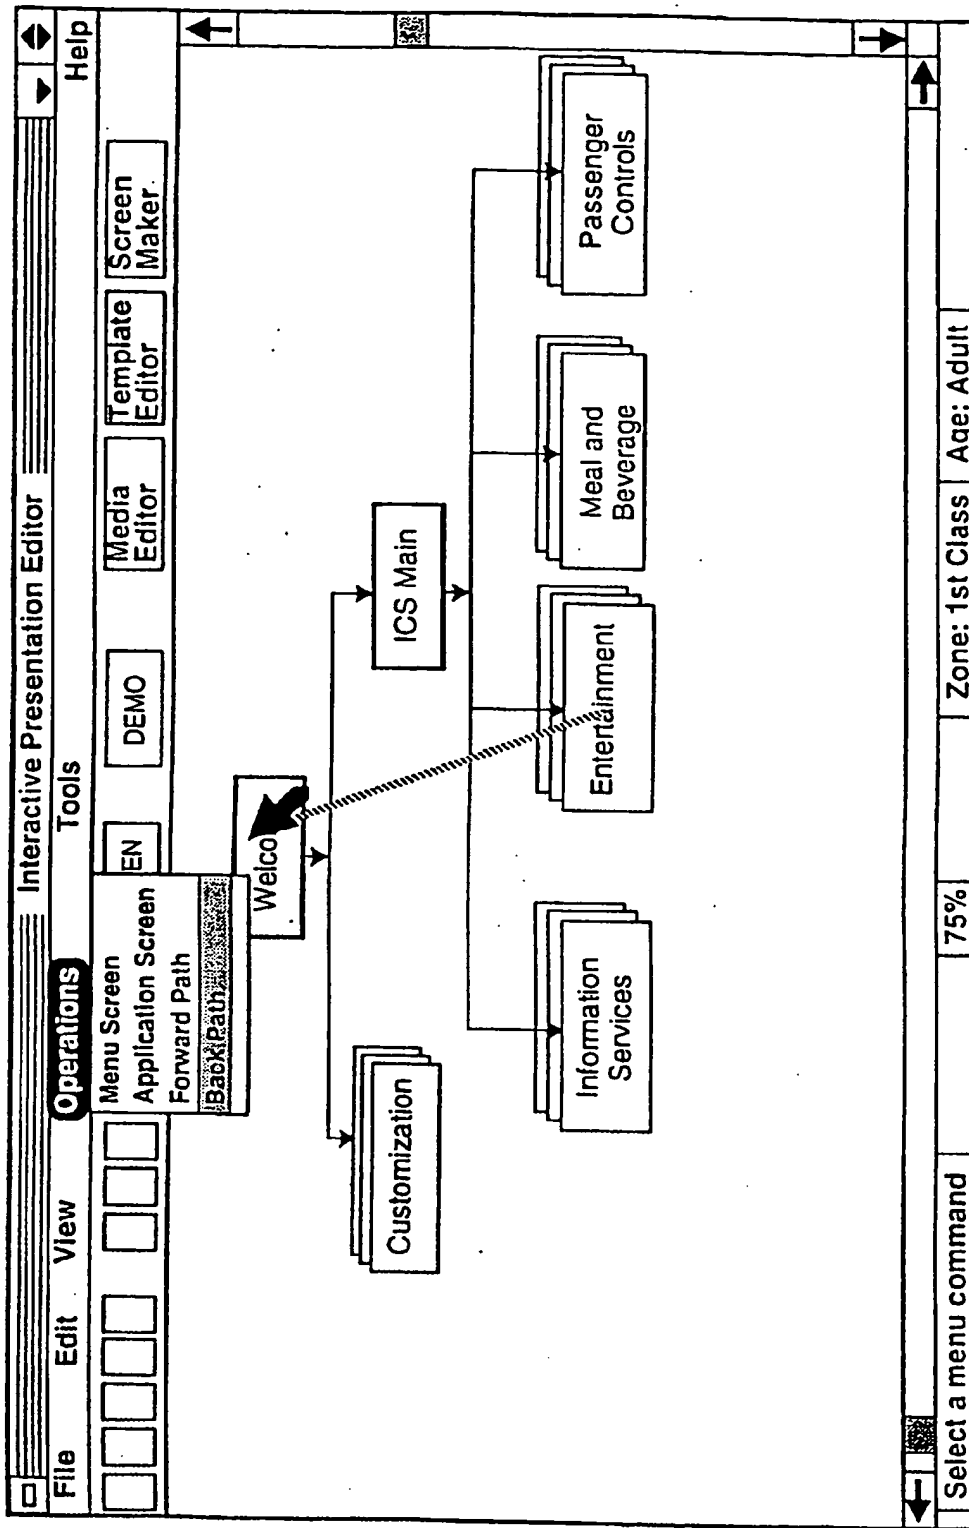 Interactive Presentation Editor
File Edit View Operations Tools Help
EN DEMO Media Editor Template Editor Screen Maker
Menu Screen
Application Screen
Forward Path
Back Path
Welco
Customization
ICS Main
Information
Services
Entertainment
Meal and
Beverage
Passenger
Controls
Select a menu command 75% Zone: 1st Class Age: Adult